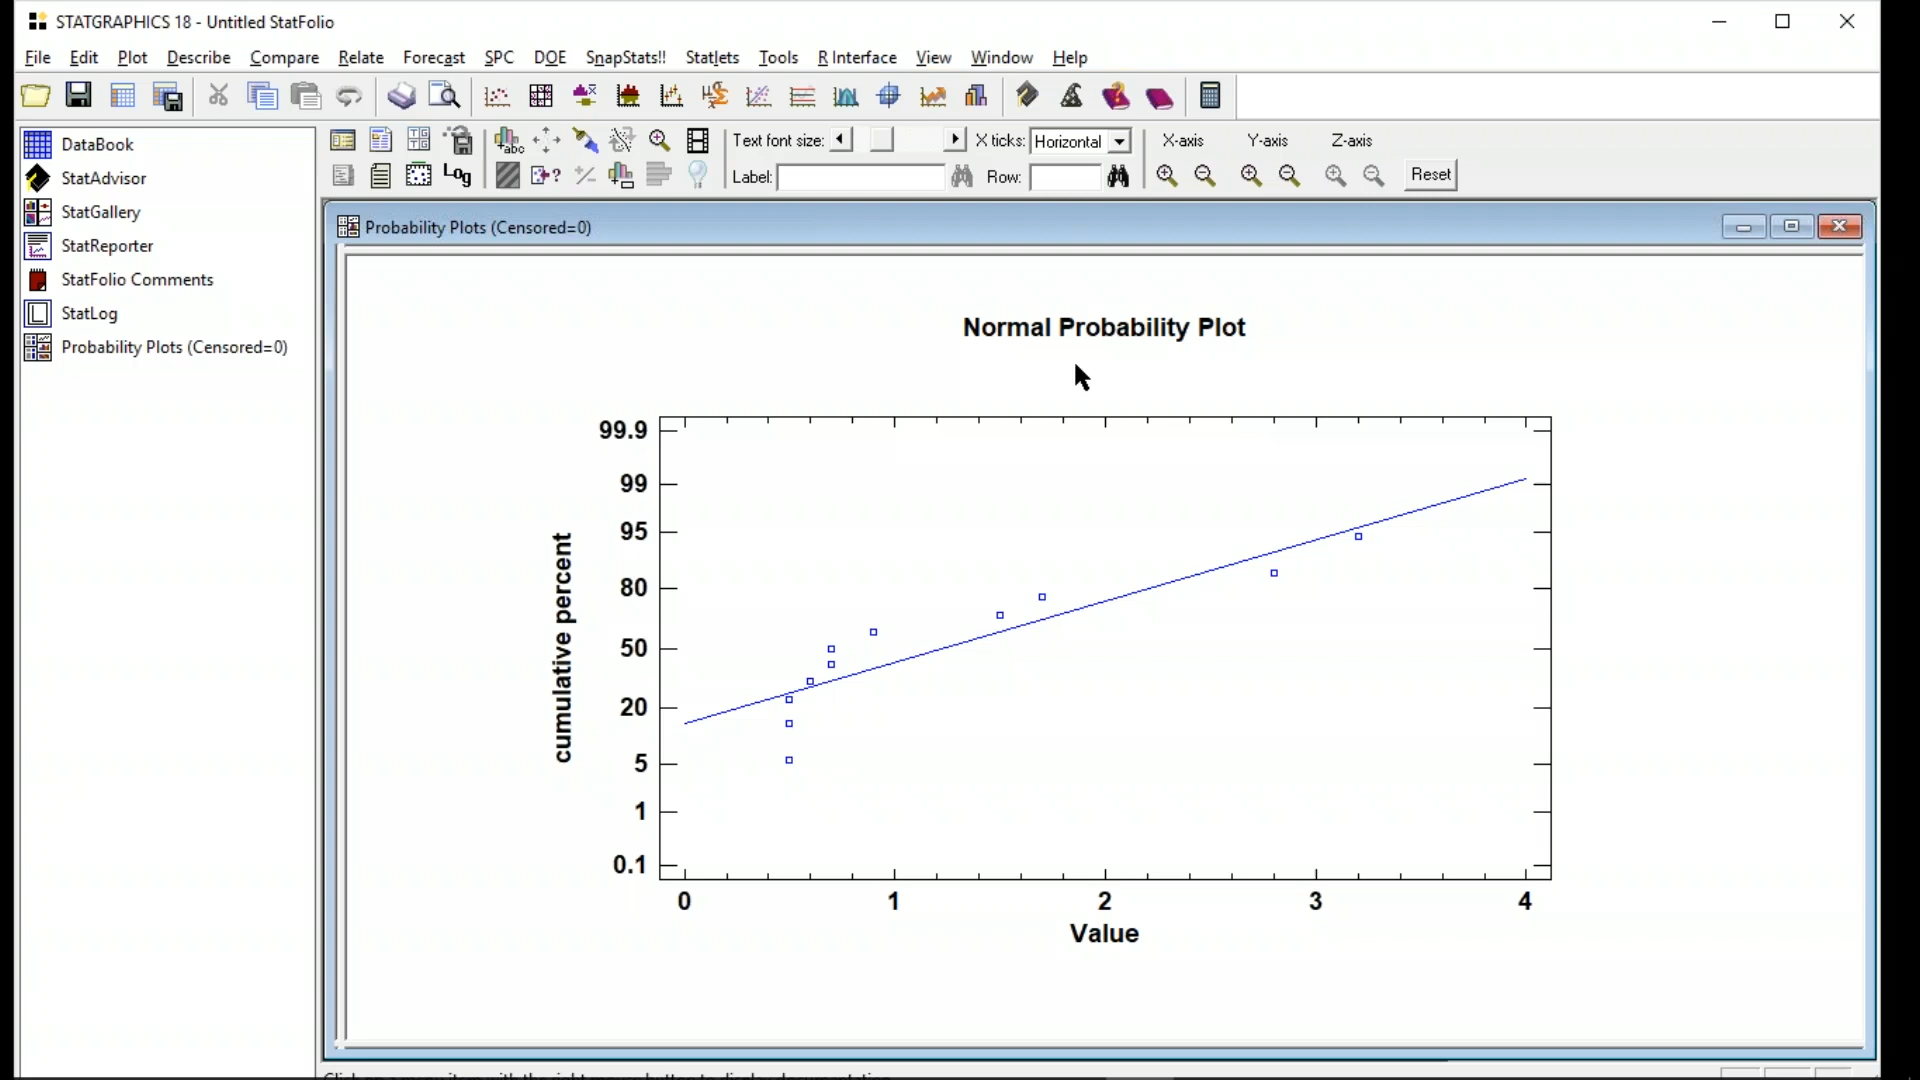 STATGRAPHICS 18 - Untitled StatFolio
File Edit Plot Describe Compare Relate Forecast SPC DOE SnapStats!! Statlets Tools R Interface View Window Help
DataBook
StatAdvisor
StatGallery
StatReporter
StatFolio Comments
StatLog
Probability Plots (Censored=0)
Text font size: X ticks: Horizontal X-axis Y-axis Z-axis
Log Label: Row: Reset
Probability Plots (Censored=0)
Normal Probability Plot
99.9
99
95
80
50
20
5
1
0.1
cumulative percent
0 1 2 3 4
Value